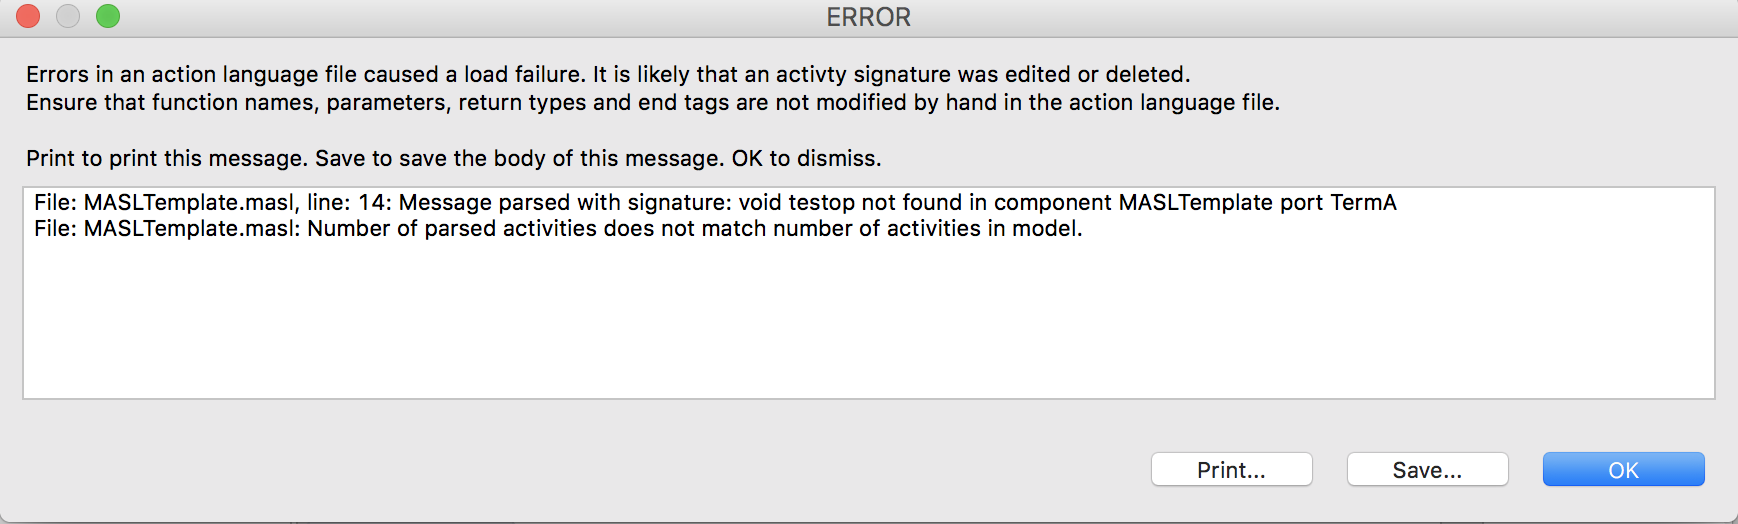 ERROR
Errors in an action language file caused a load failure. It is likely that an activty signature was edited or deleted.
Ensure that function names, parameters, return types and end tags are not modified by hand in the action language file.
Print to print this message. Save to save the body of this message. OK to dismiss.
File: MASLTemplate.masl, line: 14: Message parsed with signature: void testop not found in component MASLTemplate port TermA
File: MASLTemplate.masl: Number of parsed activities does not match number of activities in model.
Print... Save... OK